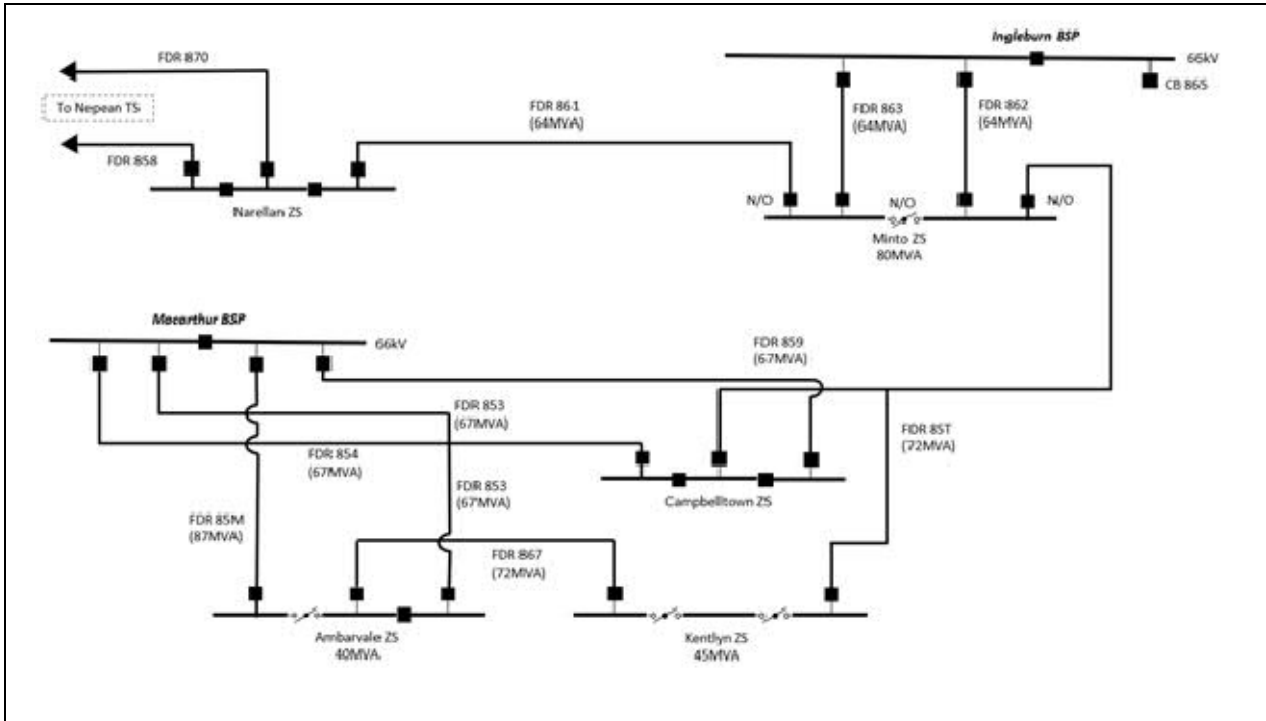 FDR 870
Ingleburn BSP
66kV
CB 865
To Nepean TS
FDR 861
(64MVA)
FDR 863
(64MVA)
FDR 862
(64MVA)
FDR 858
Narellan ZS
N/O
N/O
N/O
Minto ZS
80MVA
Macarthur BSP
66kV
FDR 859
(67MVA)
FDR 853
(67MVA)
FDR 85T
(72MVA)
FDR 854
(67MVA)
FDR 853
(67MVA)
Campbelltown ZS
FDR 85M
(87MVA)
FDR 867
(72MVA)
Ambarvale ZS
40MVA
Kentlyn ZS
45MVA